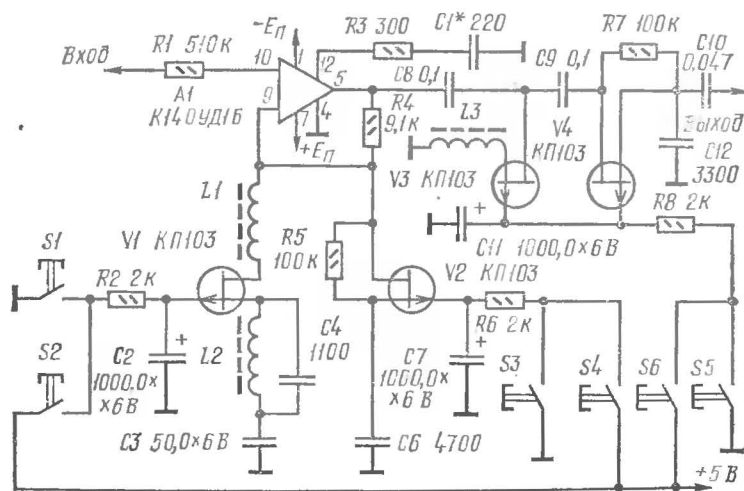 -Eп
R3 300
C1* 220
R7 100к
C10
0,047
Вход
R1 510к
10
1
12
5
9
7
4
A1
К140УД1Б
+Eп
C8 0,1
C9 0,1
R4
9,1к
L3
V4
КП103
V3 КП103
Выход
C12
3300
R8 2к
C11 1000,0×6В
L1
R5
100к
V1 КП103
V2 КП103
S1
R2 2к
R6 2к
S2
C2
1000,0×
×6В
L2
C4
1100
C7
1000,0×
×6В
S3
S4
S6
S5
C3 50,0×6В
C6 4700
+5В